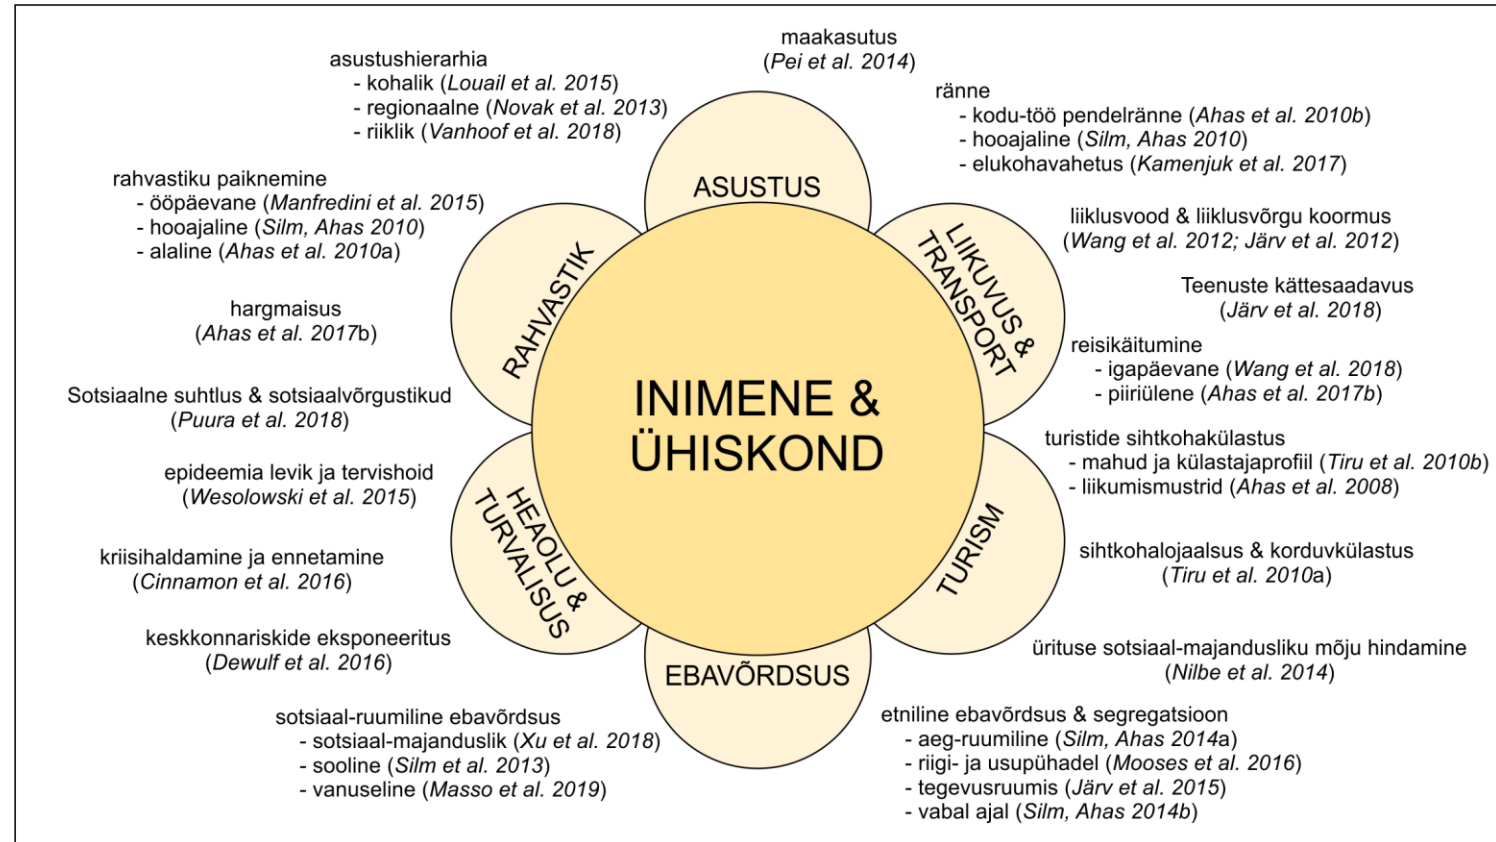 maakasutus
(Pei et al. 2014)
asustushierarhia
- kohalik (Louail et al. 2015)
- regionaalne (Novak et al. 2013)
- riiklik (Vanhoof et al. 2018)
ränne
- kodu-töö pendelränne (Ahas et al. 2010b)
- hooajaline (Silm, Ahas 2010)
- elukohavahetus (Kamenjuk et al. 2017)
rahvastiku paiknemine
- ööpäevane (Manfredini et al. 2015)
- hooajaline (Silm, Ahas 2010)
- alaline (Ahas et al. 2010a)
hargmaisus
(Ahas et al. 2017b)
Sotsiaalne suhtlus & sotsiaalvõrgustikud
(Puura et al. 2018)
epideemia levik ja tervishoid
(Wesolowski et al. 2015)
kriisihaldamine ja ennetamine
(Cinnamon et al. 2016)
keskkonnariskide eksponeeritus
(Dewulf et al. 2016)
sotsiaal-ruumiline ebavõrdsus
- sotsiaal-majanduslik (Xu et al. 2018)
- sooline (Silm et al. 2013)
- vanuseline (Masso et al. 2019)
ASUSTUS
RAHVASTIK
LIIKUVUS &
TRANSPORT
INIMENE &
ÜHISKOND
HEAOLU &
TURVALISUS
TURISM
EBAVÕRDSUS
liiklusvood & liiklusvõrgu koormus
(Wang et al. 2012; Järv et al. 2012)
Teenuste kättesaadavus
(Järv et al. 2018)
reisikäitumine
- igapäevane (Wang et al. 2018)
- piiriülene (Ahas et al. 2017b)
turistide sihtkohakülastus
- mahud ja külastajaprofiil (Tiru et al. 2010b)
- liikumismustrid (Ahas et al. 2008)
sihtkohalojaalsus & korduvkülastus
(Tiru et al. 2010a)
ürituse sotsiaal-majandusliku mõju hindamine
(Nilbe et al. 2014)
etniline ebavõrdsus & segregatsioon
- aeg-ruumiline (Silm, Ahas 2014a)
- riigi- ja usupühadel (Mooses et al. 2016)
- tegevusruumis (Järv et al. 2015)
- vabal ajal (Silm, Ahas 2014b)